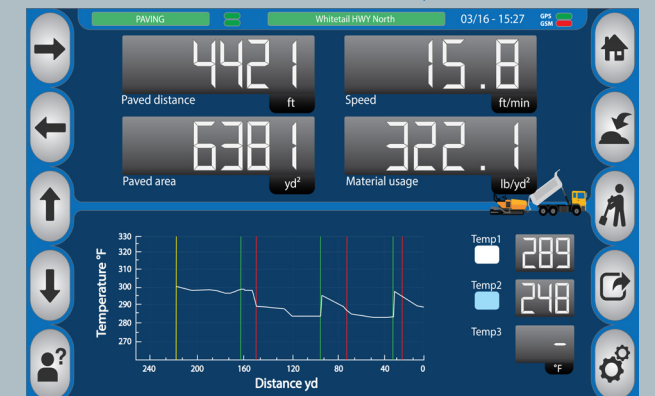 PAVING
Whitetail HWY North
03/16 - 15:27
GPS
GSM
4421
Paved distance
ft
15.8
Speed
ft/min
6381
Paved area
yd²
322.1
Material usage
lb/yd²
330
320
310
300
290
280
270
Temperature °F
240
200
160
120
80
40
0
Distance yd
Temp1
289
Temp2
248
Temp3
-
°F
?